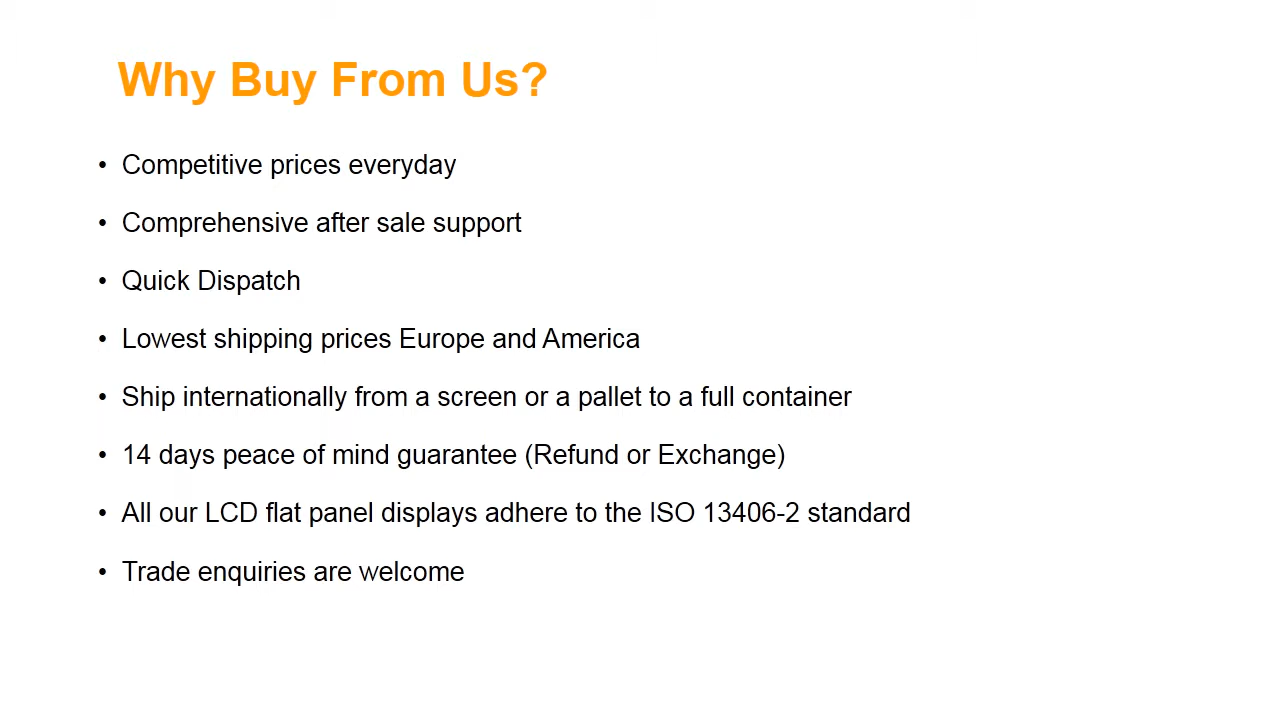 Why Buy From Us?
• Competitive prices everyday
• Comprehensive after sale support
• Quick Dispatch
• Lowest shipping prices Europe and America
• Ship internationally from a screen or a pallet to a full container
• 14 days peace of mind guarantee (Refund or Exchange)
• All our LCD flat panel displays adhere to the ISO 13406-2 standard
• Trade enquiries are welcome